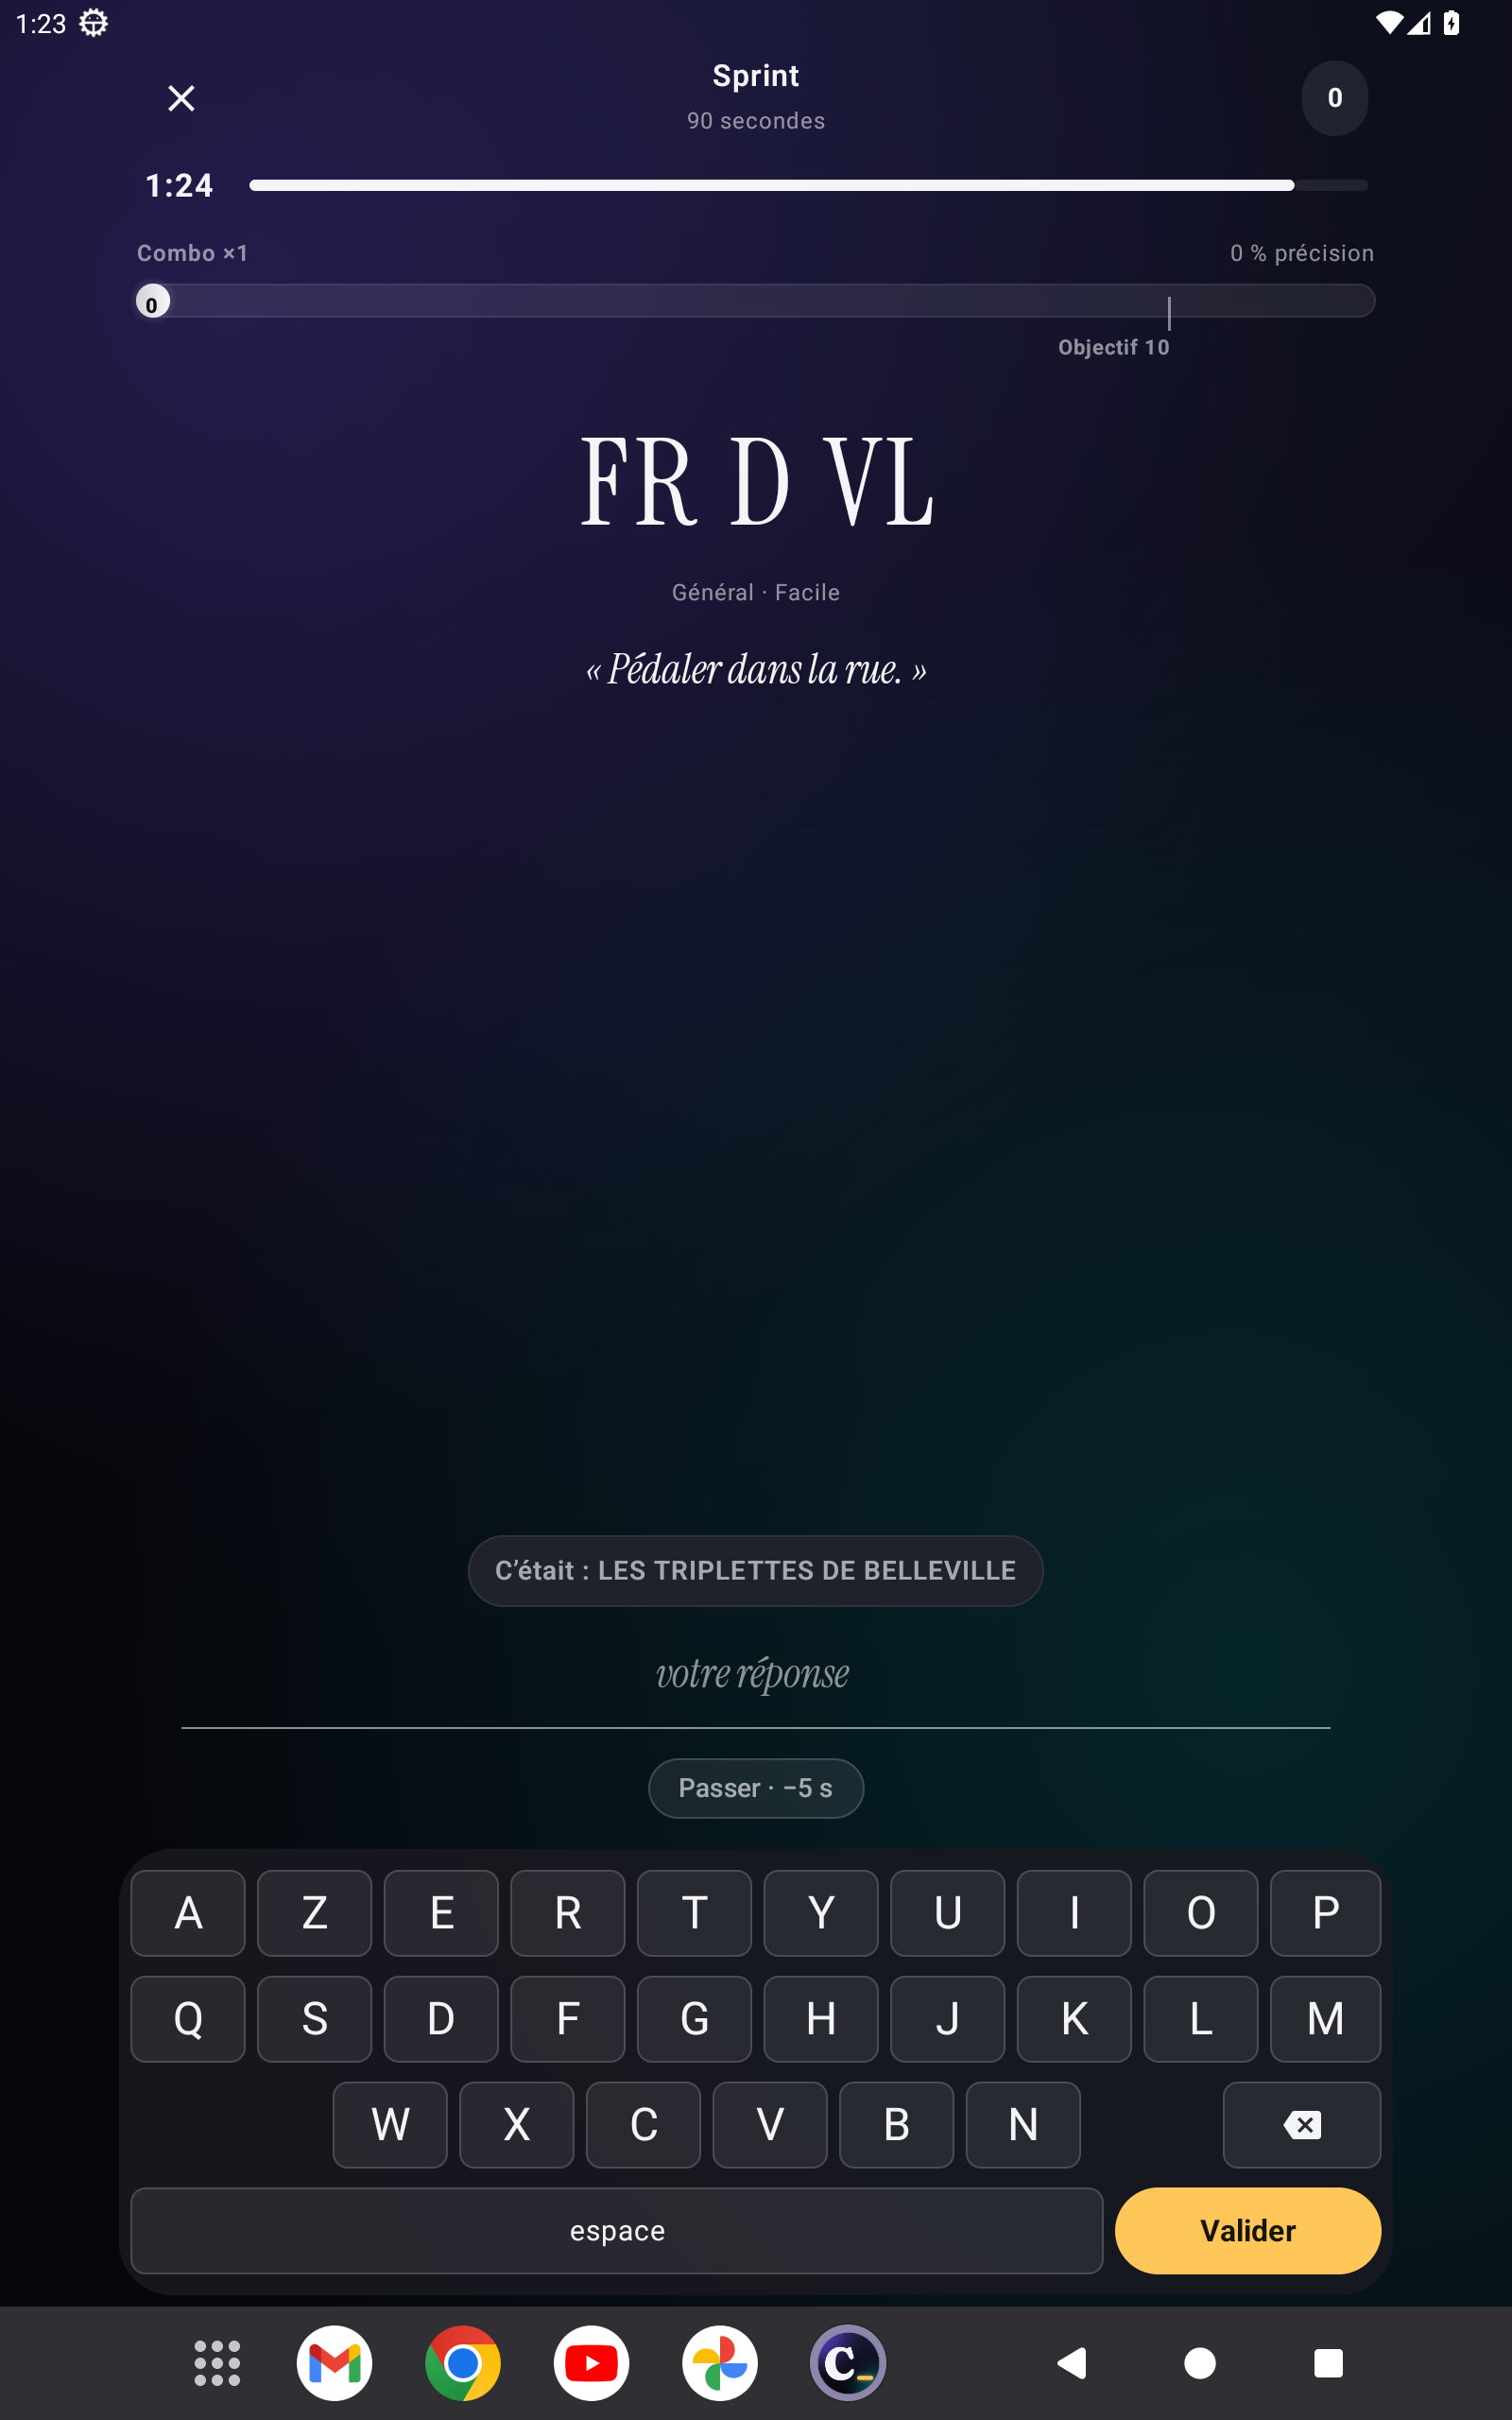 1:23
Sprint
90 secondes
0
1:24
Combo ×1
0 % précision
0
Objectif 10
FR D VL
Général · Facile
« Pédaler dans la rue. »
C’était : LES TRIPLETTES DE BELLEVILLE
votre réponse
Passer · −5 s
A Z E R T Y U I O P
Q S D F G H J K L M
W X C V B N
espace
Valider
C_